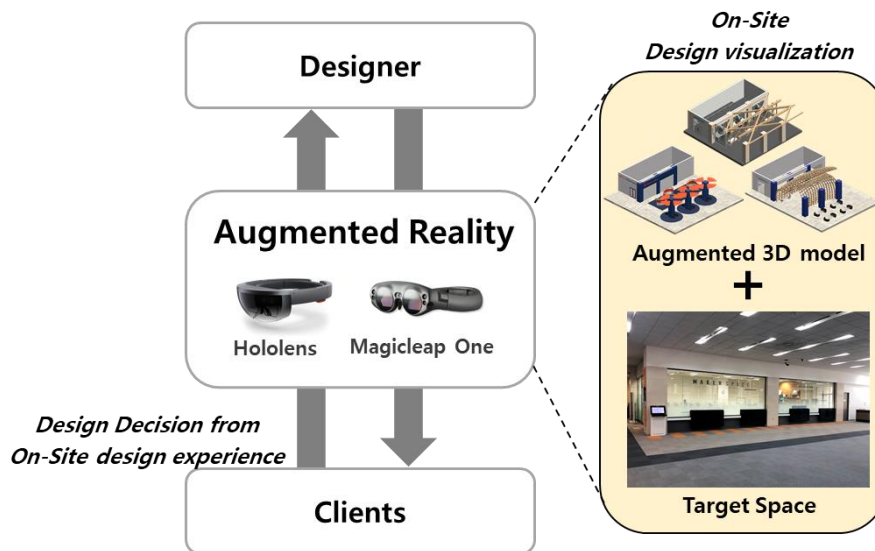 Designer
Augmented Reality
Hololens
Magicleap One
Design Decision from
On-Site design experience
Clients
On-Site
Design visualization
Augmented 3D model
+
MAKERSPACE
Target Space